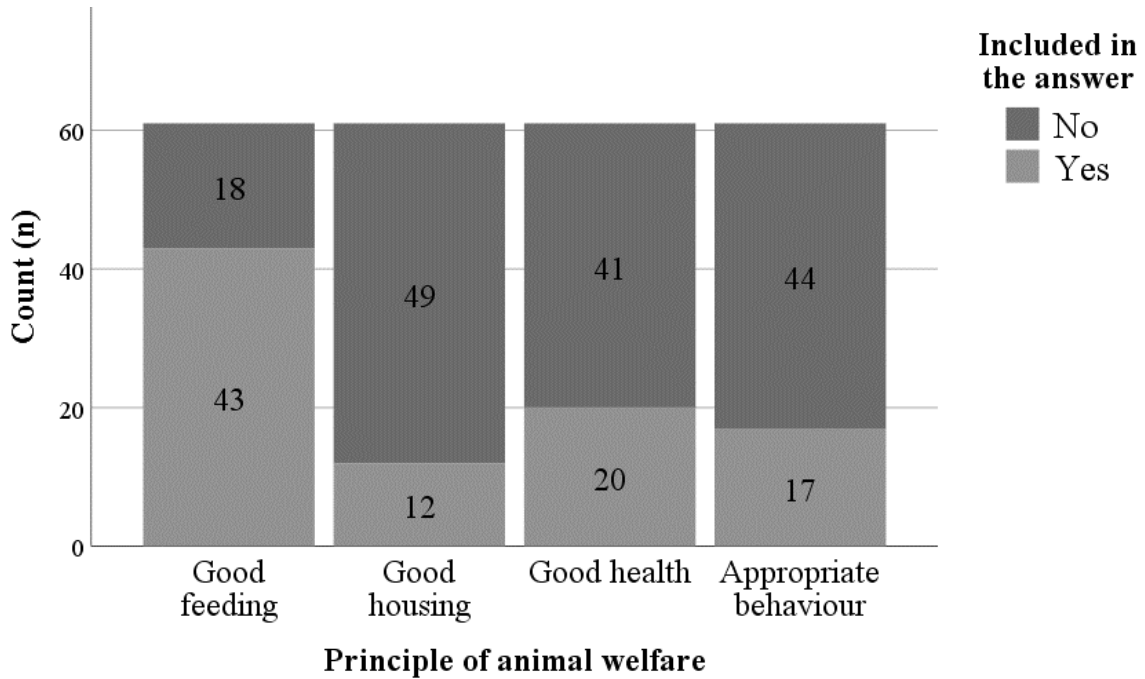 Included in
the answer
No
Yes
Count (n)
60
40
20
0
18
43
49
12
41
20
44
17
Good
feeding
Good
housing
Good health
Appropriate
behaviour
Principle of animal welfare